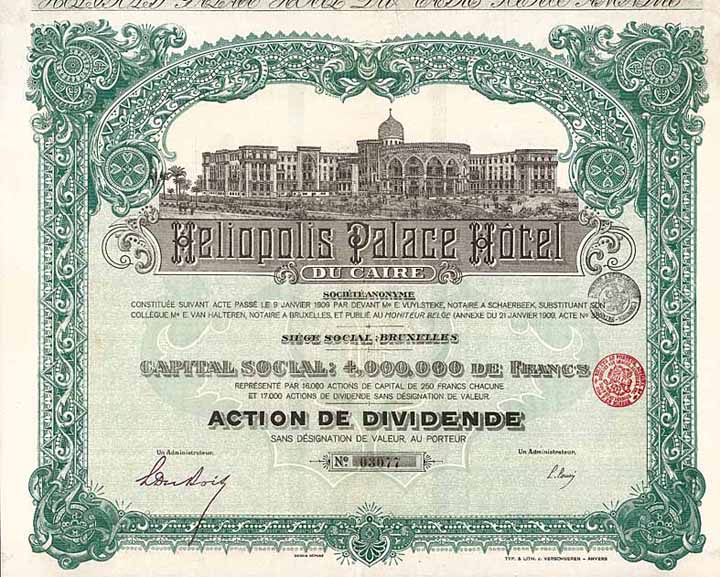 Heliopolis Palace Hôtel
DU CAIRE
SOCIÉTÉ ANONYME
CONSTITUÉE SUIVANT ACTE PASSÉ LE 9 JANVIER 1909 PAR DEVANT Me E. VUYLSTEKE, NOTAIRE A SCHAERBEEK, SUBSTITUANT SON
COLLÈGUE Me E. VAN HALTEREN, NOTAIRE A BRUXELLES, ET PUBLIÉ AU MONITEUR BELGE (ANNEXE DU 21 JANVIER 1909, ACTE No
SIÈGE SOCIAL: BRUXELLES
CAPITAL SOCIAL: 4,000,000 DE FRANCS
REPRÉSENTÉ PAR 16,000 ACTIONS DE CAPITAL DE 250 FRANCS CHACUNE
ET 17,000 ACTIONS DE DIVIDENDE SANS DÉSIGNATION DE VALEUR.
ACTION DE DIVIDENDE
SANS DÉSIGNATION DE VALEUR, AU PORTEUR
Un Administrateur, Un Administrateur,
No 03077
TYP. & LITH. J. VERSCHUEREN - ANVERS